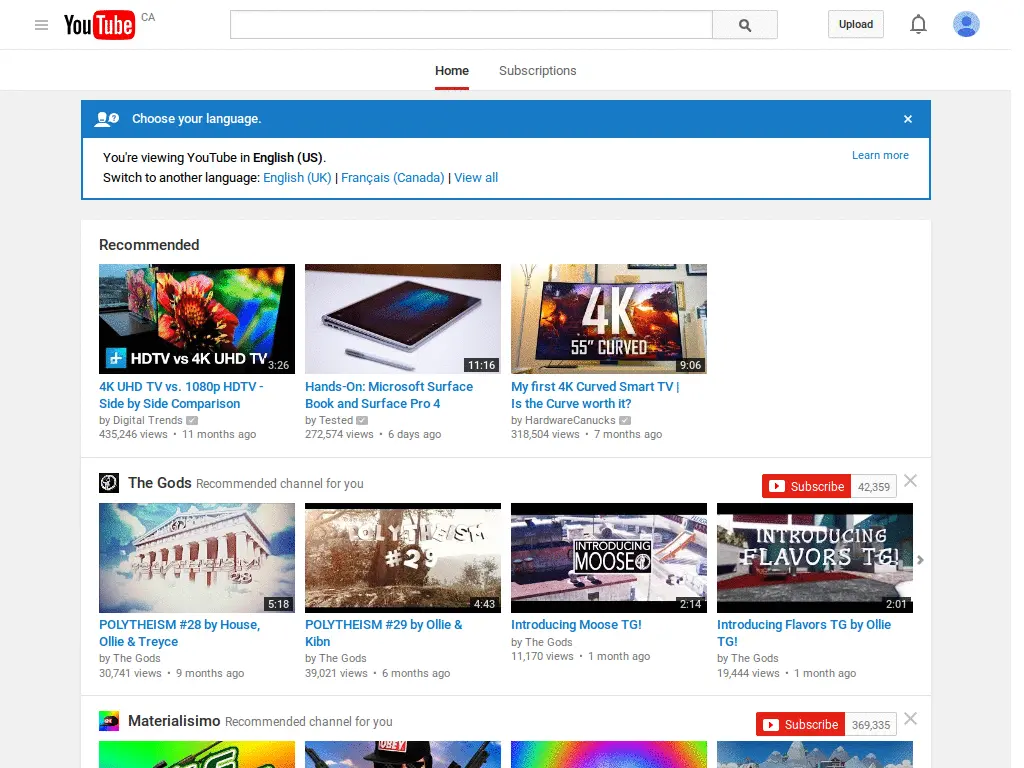 YouTube CA
Upload
Home Subscriptions
Choose your language.
You're viewing YouTube in English (US).
Learn more
Switch to another language: English (UK) | Français (Canada) | View all
Recommended
HDTV vs 4K UHD TV
3:26
11:16
4K
55" CURVED
9:06
4K UHD TV vs. 1080p HDTV -
Side by Side Comparison
by Digital Trends
435,246 views • 11 months ago
Hands-On: Microsoft Surface
Book and Surface Pro 4
by Tested
272,574 views • 6 days ago
My first 4K Curved Smart TV |
Is the Curve worth it?
by HardwareCanucks
318,504 views • 7 months ago
The Gods Recommended channel for you
Subscribe 42,359
5:18
POLYTHEISM
#29
4:43
INTRODUCING
MOOSE
2:14
INTRODUCING
FLAVORS TG!
2:01
POLYTHEISM #28 by House,
Ollie & Treyce
by The Gods
30,741 views • 9 months ago
POLYTHEISM #29 by Ollie &
Kibn
by The Gods
39,021 views • 6 months ago
Introducing Moose TG!
by The Gods
11,170 views • 1 month ago
Introducing Flavors TG by Ollie
TG!
by The Gods
19,444 views • 1 month ago
Materialisimo Recommended channel for you
Subscribe 369,335
OBEY